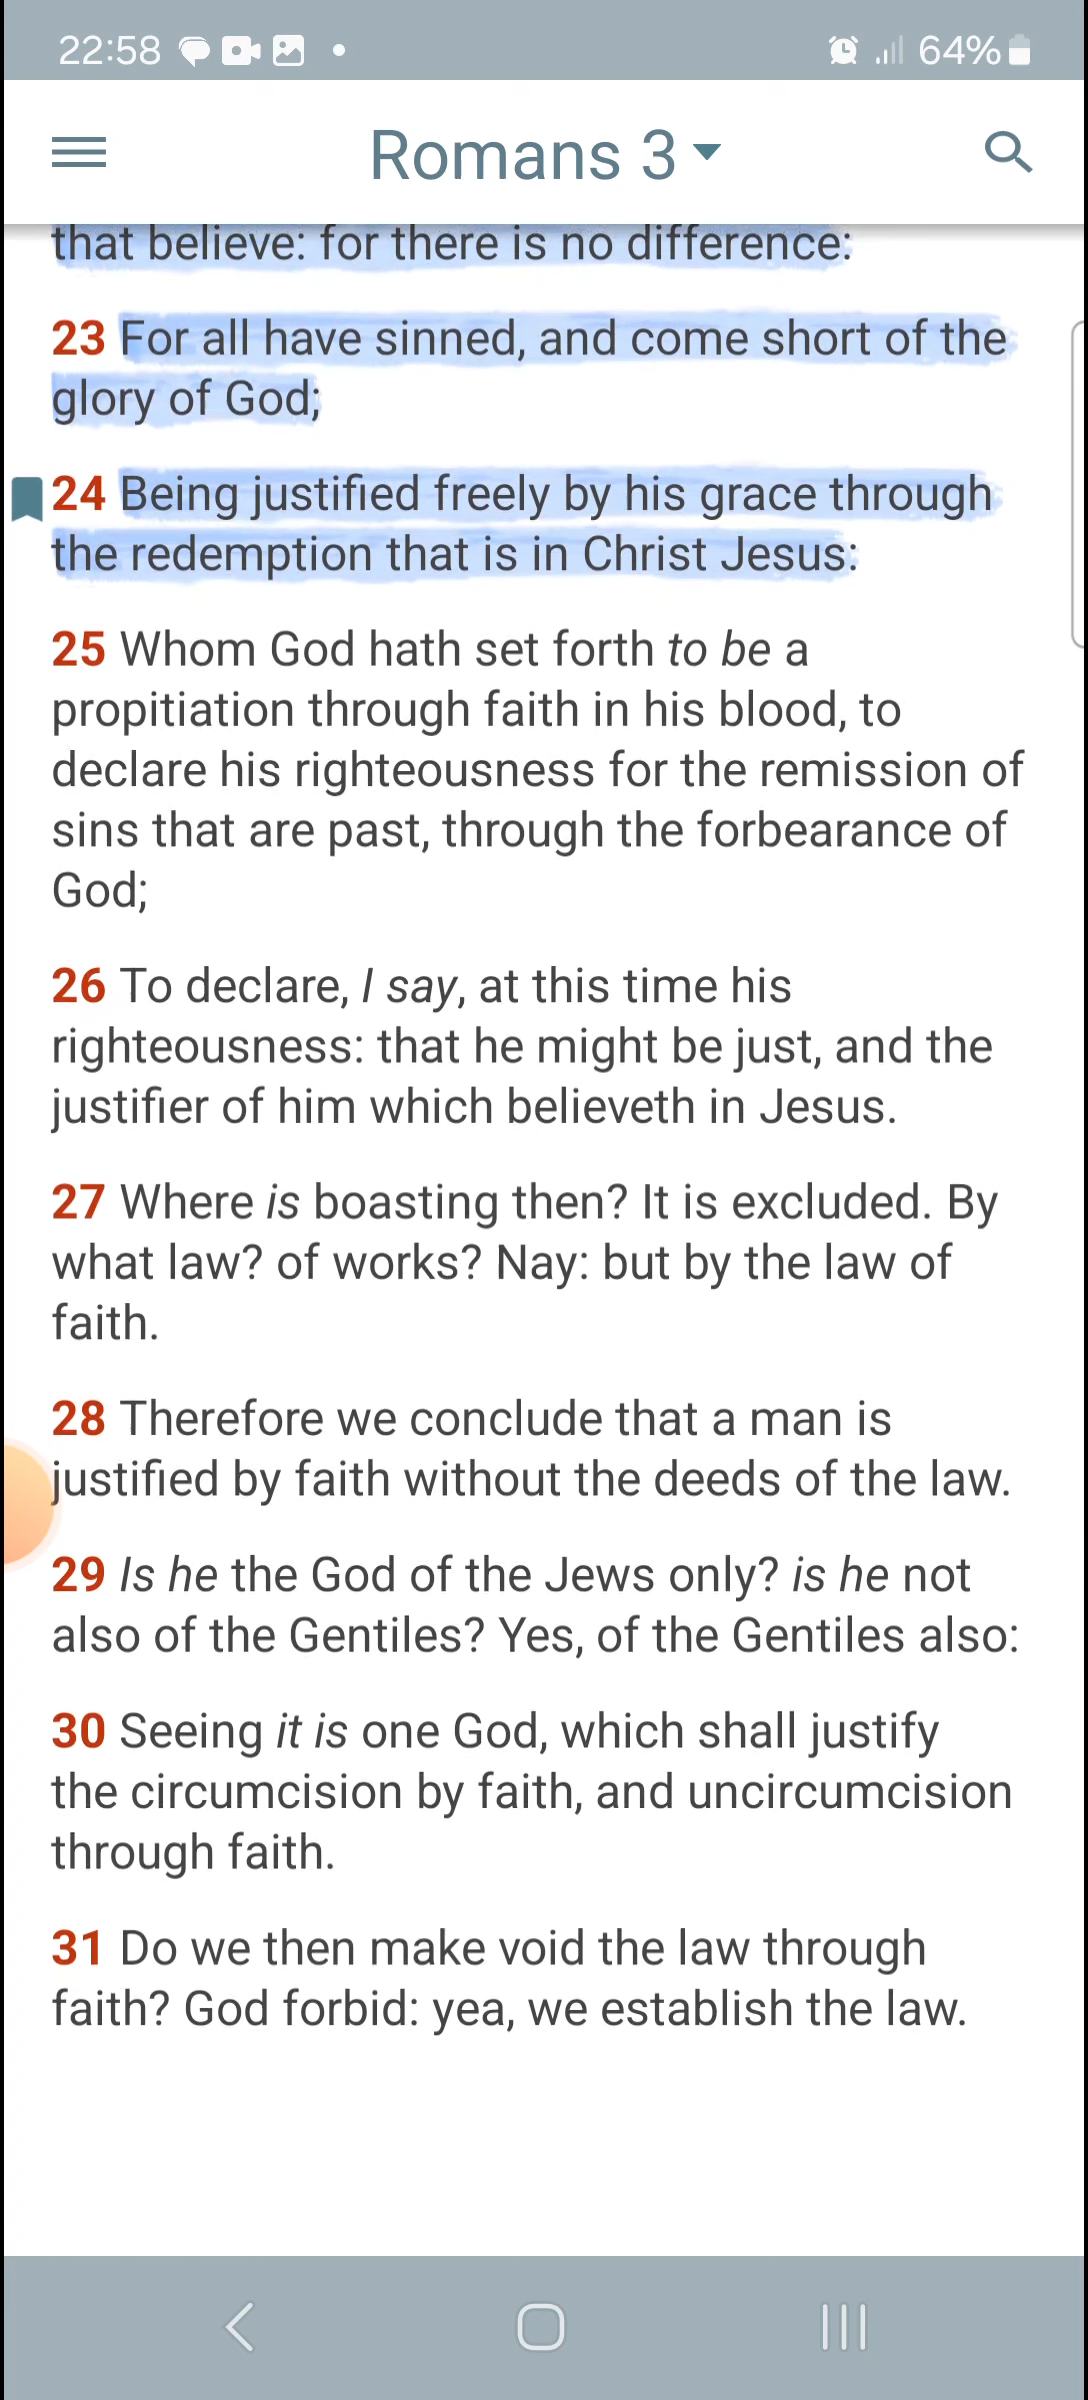 22:58 64%
Romans 3
that believe: for there is no difference:
23 For all have sinned, and come short of the
glory of God;
24 Being justified freely by his grace through
the redemption that is in Christ Jesus:
25 Whom God hath set forth to be a
propitiation through faith in his blood, to
declare his righteousness for the remission of
sins that are past, through the forbearance of
God;
26 To declare, I say, at this time his
righteousness: that he might be just, and the
justifier of him which believeth in Jesus.
27 Where is boasting then? It is excluded. By
what law? of works? Nay: but by the law of
faith.
28 Therefore we conclude that a man is
justified by faith without the deeds of the law.
29 Is he the God of the Jews only? is he not
also of the Gentiles? Yes, of the Gentiles also:
30 Seeing it is one God, which shall justify
the circumcision by faith, and uncircumcision
through faith.
31 Do we then make void the law through
faith? God forbid: yea, we establish the law.